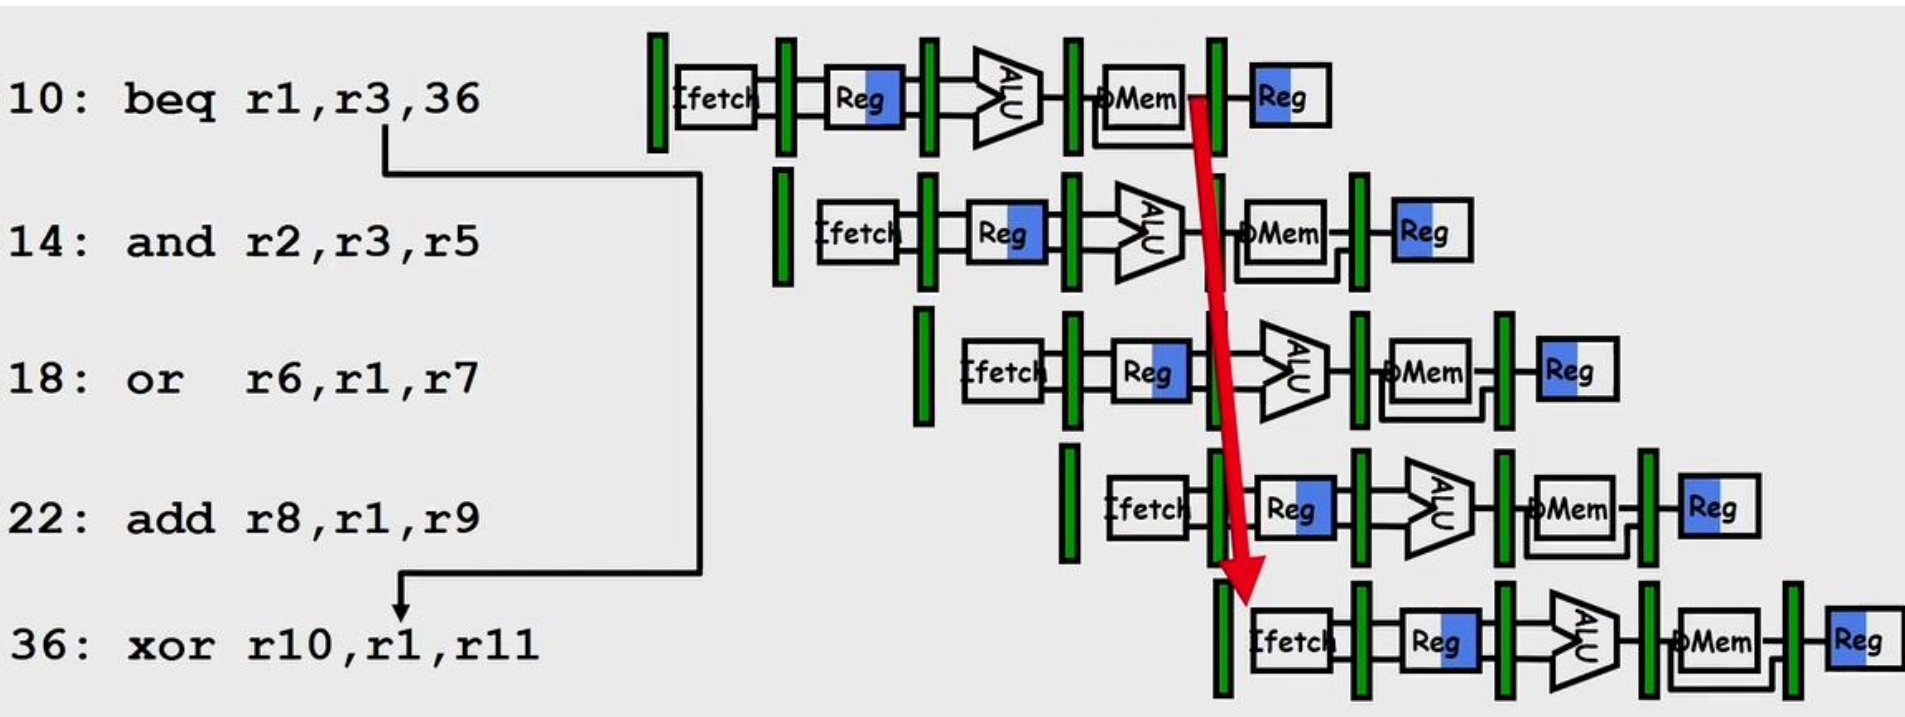 10: beq r1,r3,36 Ifetch Reg ALU DMem Reg
14: and r2,r3,r5 Ifetch Reg ALU DMem Reg
18: or r6,r1,r7 Ifetch Reg ALU DMem Reg
22: add r8,r1,r9 Ifetch Reg ALU DMem Reg
36: xor r10,r1,r11 Ifetch Reg ALU DMem Reg